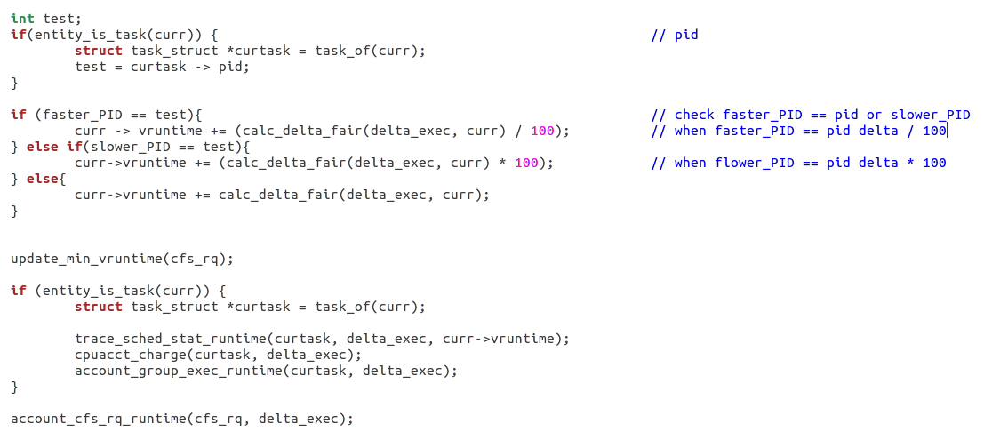 int test;
if(entity_is_task(curr)) { // pid
struct task_struct *curtask = task_of(curr);
test = curtask -> pid;
}
if (faster_PID == test){ // check faster_PID == pid or slower_PID
curr -> vruntime += (calc_delta_fair(delta_exec, curr) / 100); // when faster_PID == pid delta / 100
} else if(slower_PID == test){
curr->vruntime += (calc_delta_fair(delta_exec, curr) * 100); // when flower_PID == pid delta * 100
} else{
curr->vruntime += calc_delta_fair(delta_exec, curr);
}
update_min_vruntime(cfs_rq);
if (entity_is_task(curr)) {
struct task_struct *curtask = task_of(curr);
trace_sched_stat_runtime(curtask, delta_exec, curr->vruntime);
cpuacct_charge(curtask, delta_exec);
account_group_exec_runtime(curtask, delta_exec);
}
account_cfs_rq_runtime(cfs_rq, delta_exec);